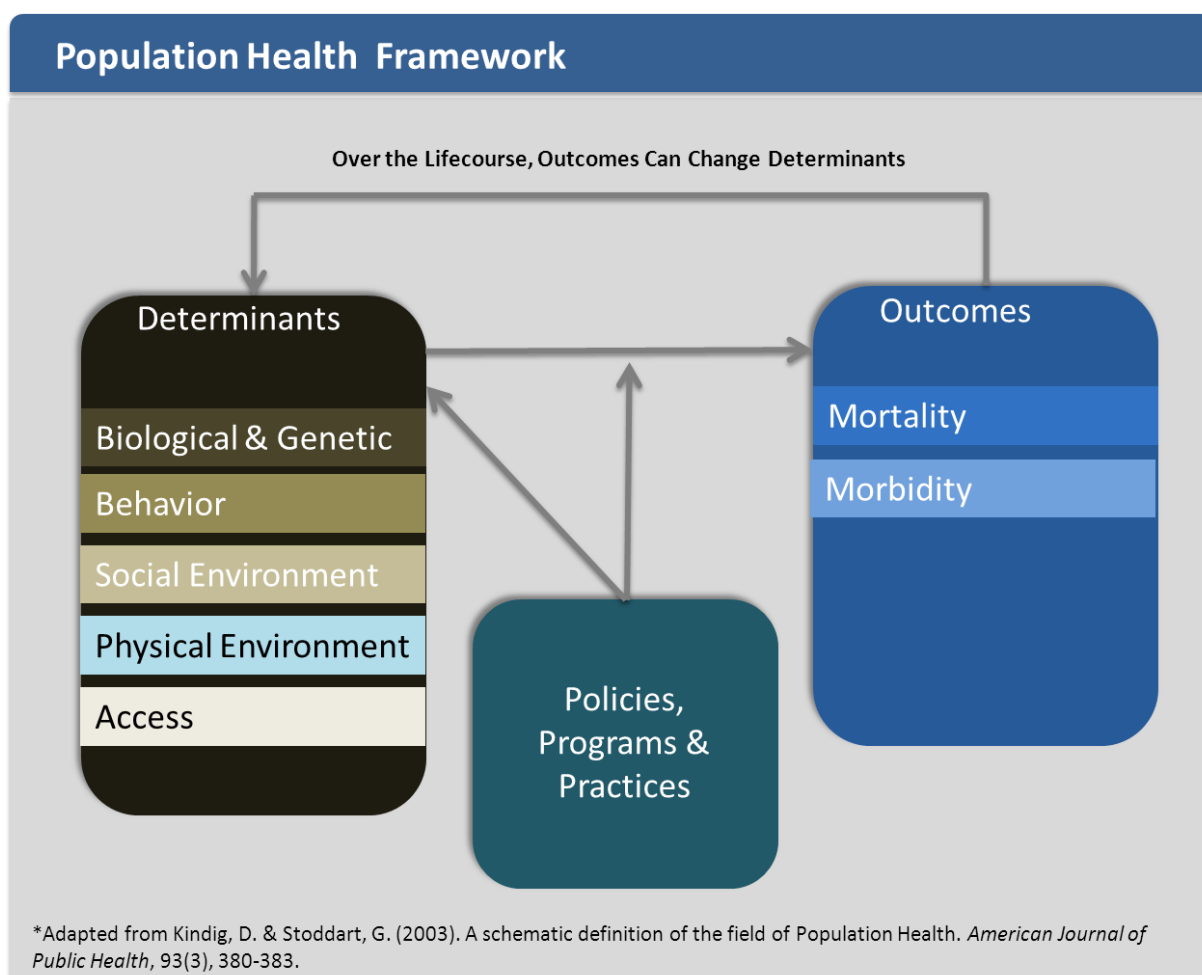 Population Health Framework
Over the Lifecourse, Outcomes Can Change Determinants
Determinants
Biological & Genetic
Behavior
Social Environment
Physical Environment
Access
Policies,
Programs &
Practices
Outcomes
Mortality
Morbidity
*Adapted from Kindig, D. & Stoddart, G. (2003). A schematic definition of the field of Population Health. American Journal of
Public Health, 93(3), 380-383.